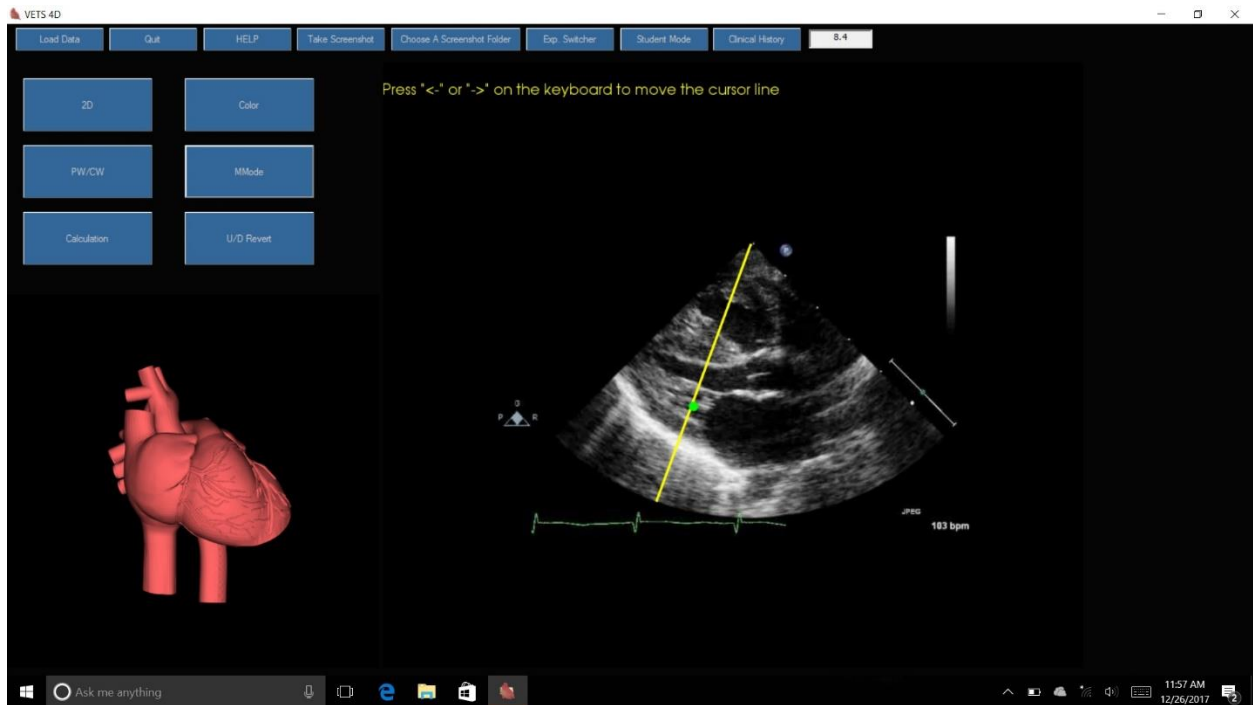 VETS 4D
Load Data Quit HELP Take Screenshot Choose A Screenshot Folder Exp. Switcher Student Mode Clinical History 8.4
Press "<-" or "->" on the keyboard to move the cursor line
2D Color
PW/CW MMode
Calculation U/D Revert
P R
JPEG
103 bpm
Ask me anything
11:57 AM
12/26/2017
2